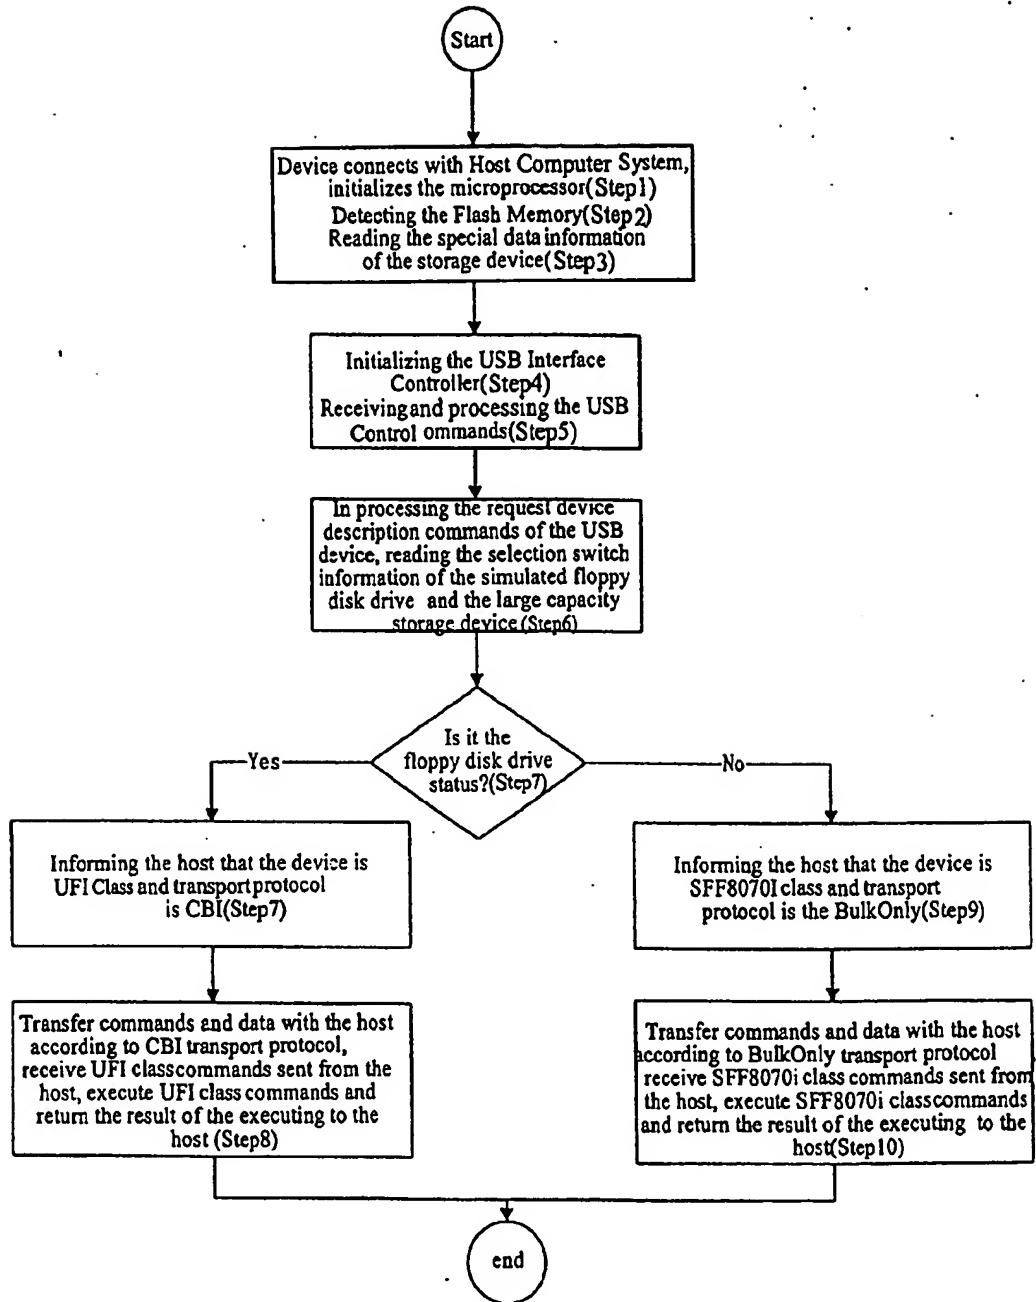 Start
Device connects with Host Computer System,
initializes the microprocessor(Step1)
Detecting the Flash Memory(Step2)
Reading the special data information
of the storage device(Step3)
Initializing the USB Interface
Controller(Step4)
Receiving and processing the USB
Control ommands(Step5)
In processing the request device
description commands of the USB
device, reading the selection switch
information of the simulated floppy
disk drive and the large capacity
storage device(Step6)
Is it the
floppy disk drive
status?(Step7)
Yes
No
Informing the host that the device is
UFI Class and transport protocol
is CBI(Step7)
Informing the host that the device is
SFF8070I class and transport
protocol is the BulkOnly(Step9)
Transfer commands and data with the host
according to CBI transport protocol,
receive UFI class commands sent from the
host, execute UFI class commands and
return the result of the executing to the
host (Step8)
Transfer commands and data with the host
according to BulkOnly transport protocol
receive SFF8070i class commands sent from
the host, execute SFF8070i class commands
and return the result of the executing to the
host(Step10)
end